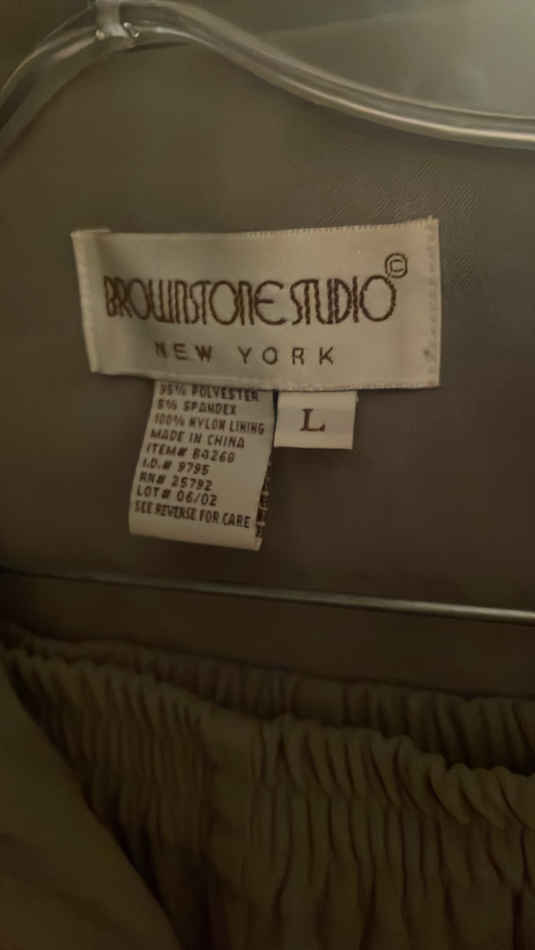 BROWNSTONE STUDIO©
NEW YORK
95% POLYESTER
5% SPANDEX
100% NYLON LINING
MADE IN CHINA
ITEM# B4268
I.D.# 9795
RN# 25792
LOT# 06/02
SEE REVERSE FOR CARE
L